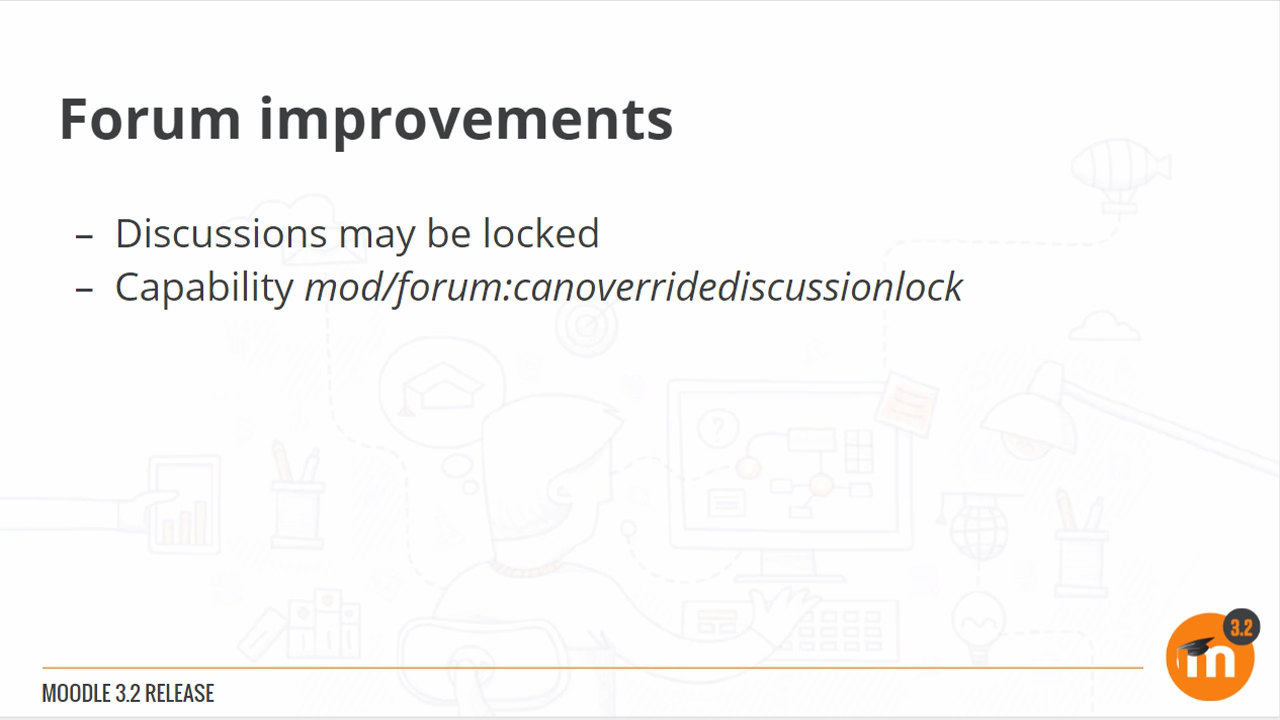 Forum improvements
– Discussions may be locked
– Capability mod/forum:canoverridediscussionlock
MOODLE 3.2 RELEASE
3.2
m